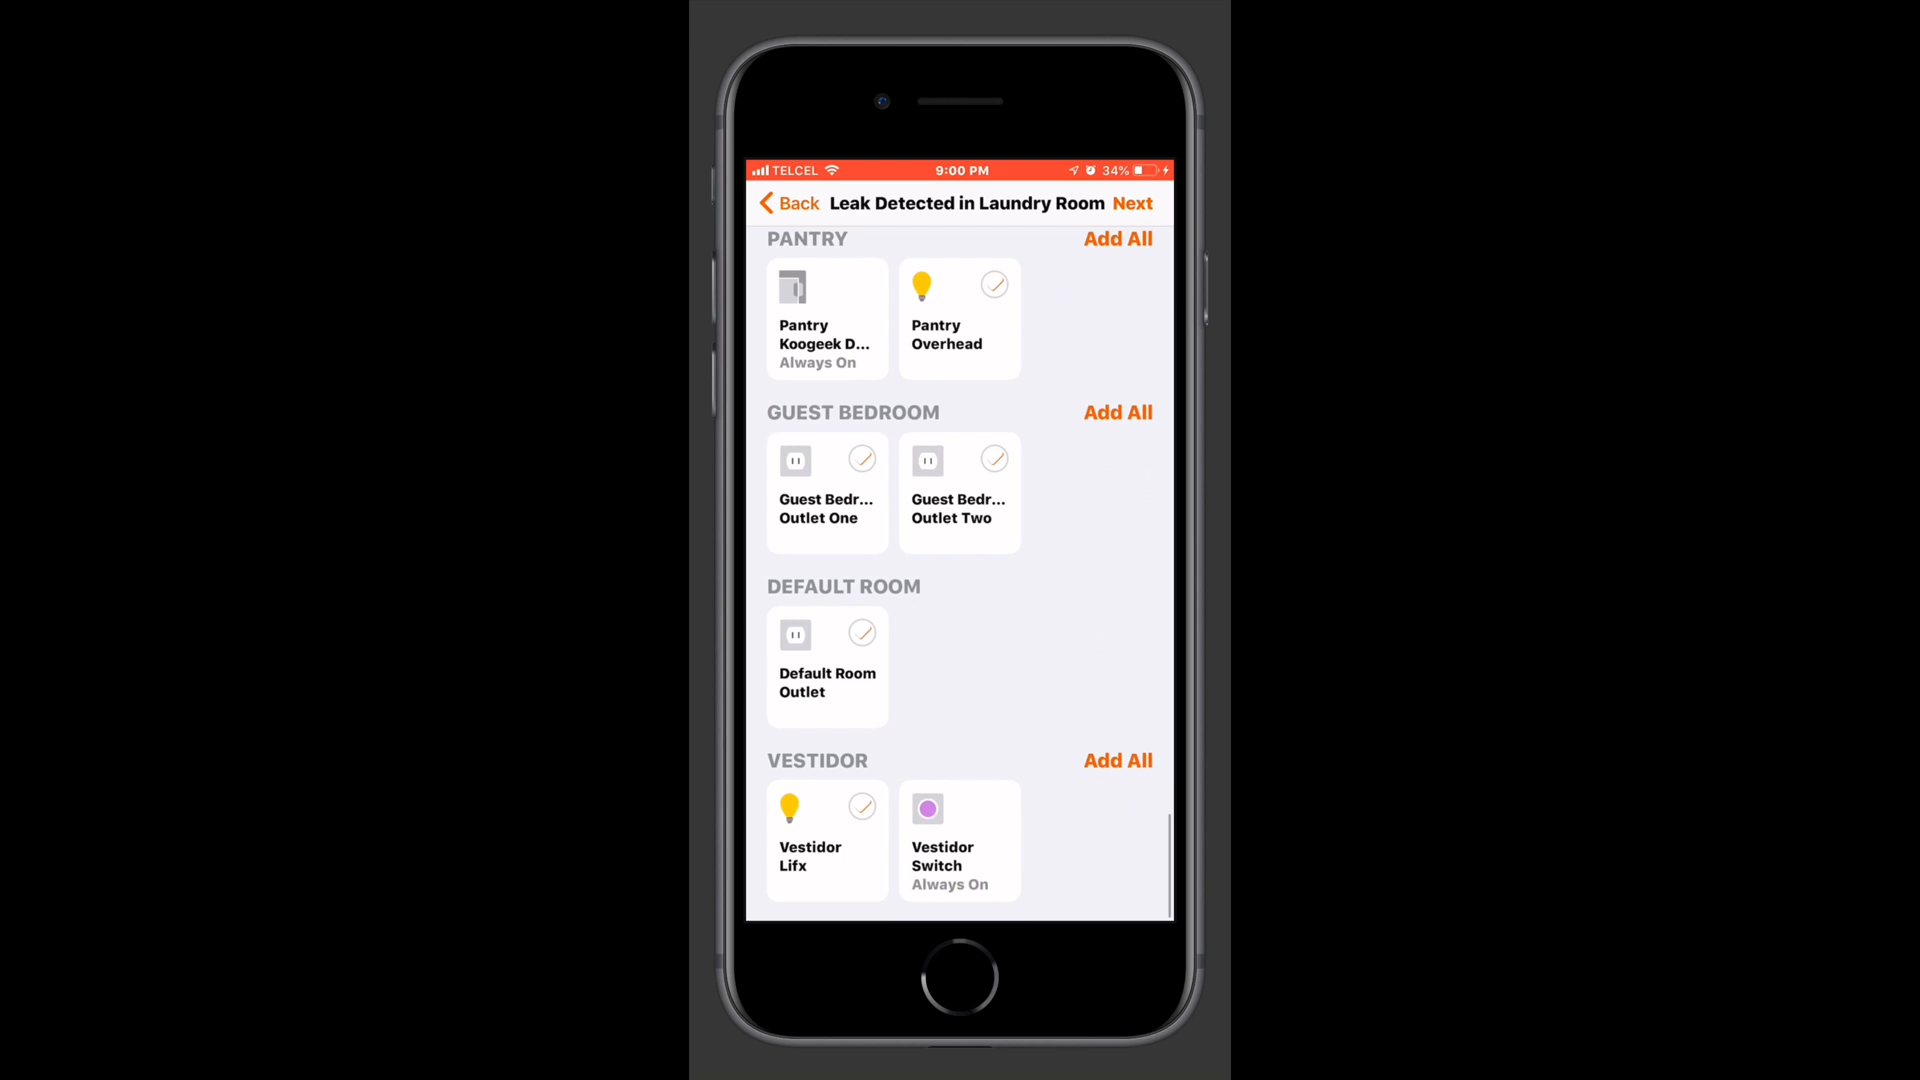 TELCEL 9:00 PM 34%
Back Leak Detected in Laundry Room Next
PANTRY Add All
Pantry
Koogeek D...
Always On
Pantry
Overhead
GUEST BEDROOM Add All
Guest Bedr...
Outlet One
Guest Bedr...
Outlet Two
DEFAULT ROOM
Default Room
Outlet
VESTIDOR Add All
Vestidor
Lifx
Vestidor
Switch
Always On